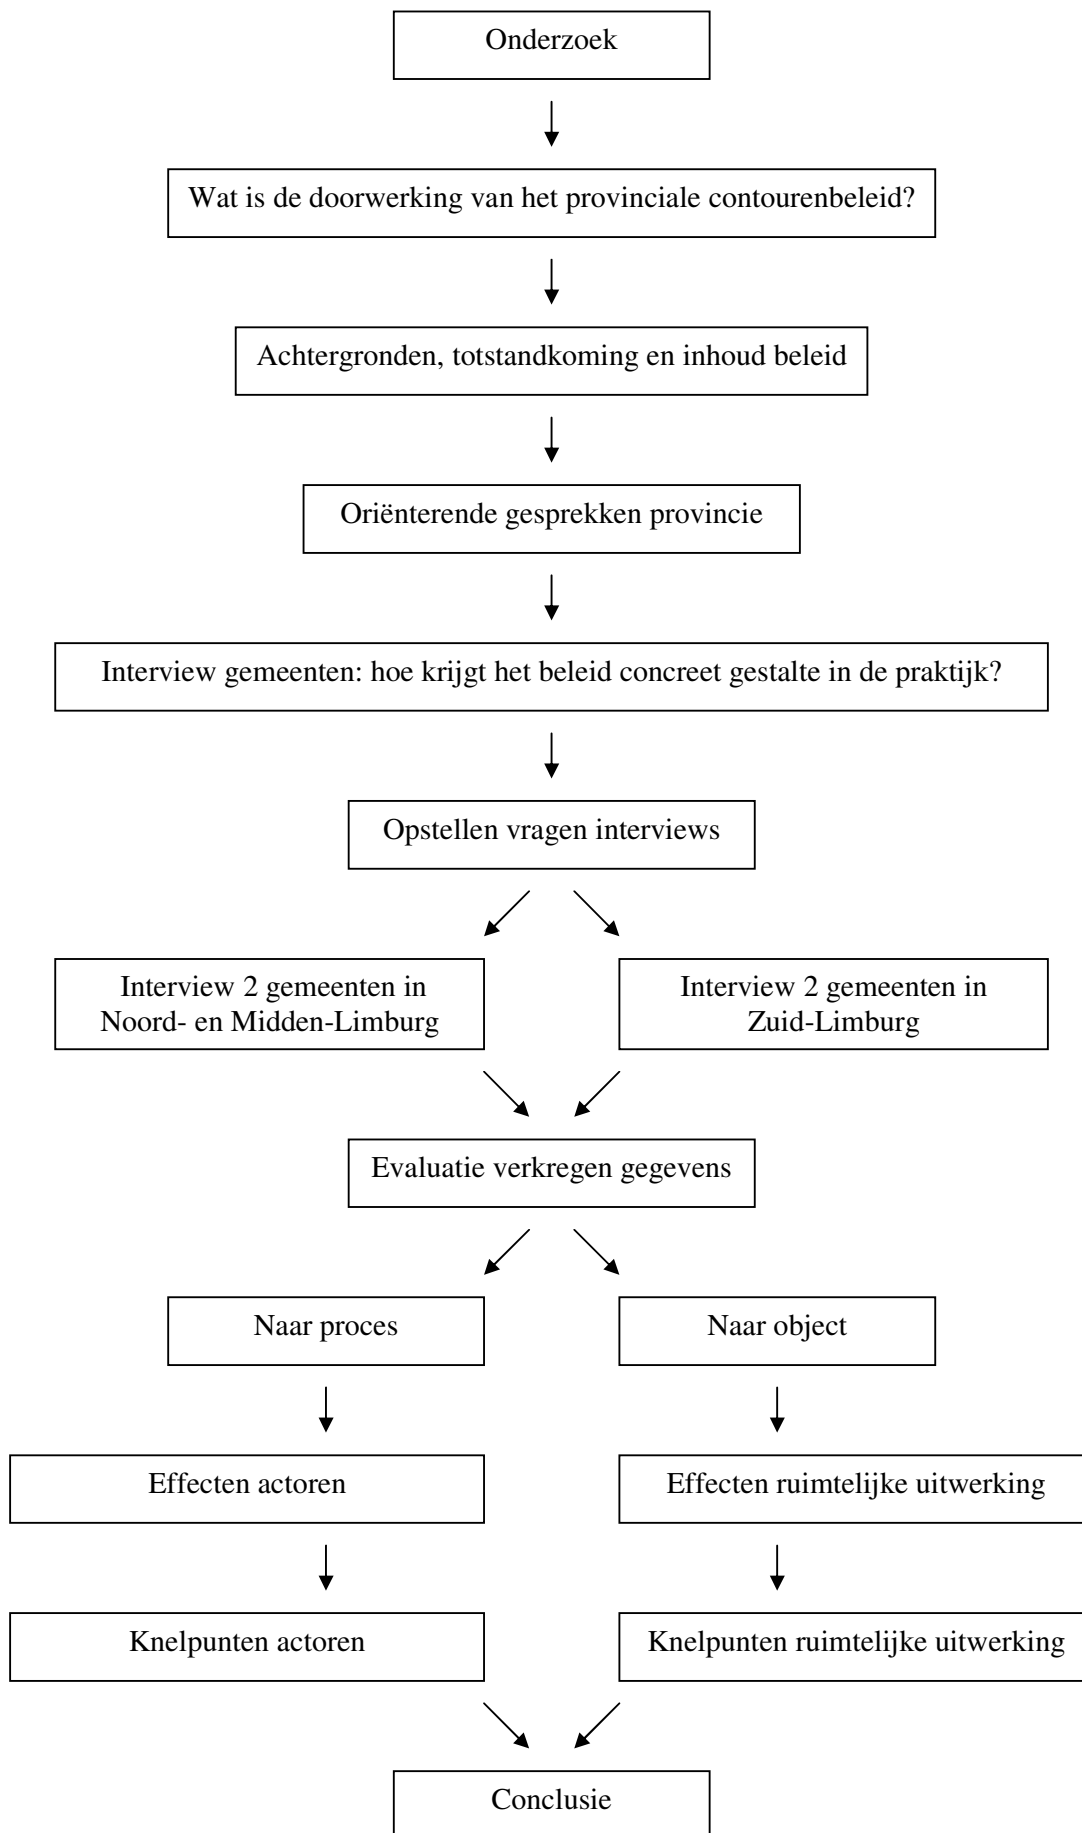 Onderzoek
Wat is de doorwerking van het provinciale contourenbeleid?
Achtergronden, totstandkoming en inhoud beleid
Oriënterende gesprekken provincie
Interview gemeenten: hoe krijgt het beleid concreet gestalte in de praktijk?
Opstellen vragen interviews
Interview 2 gemeenten in
Noord- en Midden-Limburg
Interview 2 gemeenten in
Zuid-Limburg
Evaluatie verkregen gegevens
Naar proces
Naar object
Effecten actoren
Effecten ruimtelijke uitwerking
Knelpunten actoren
Knelpunten ruimtelijke uitwerking
Conclusie